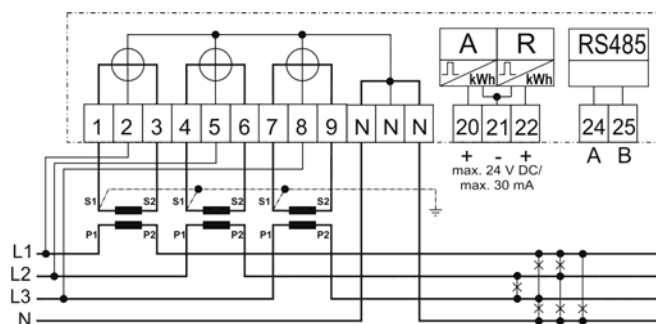 A R RS485
kWh kWh
1 2 3 4 5 6 7 8 9 N N N 20 21 22 24 25
+ - + A B
max. 24 V DC/
max. 30 mA
S1 S2 S1 S2 S1 S2
P1 P2 P1 P2 P1 P2
L1
L2
L3
N